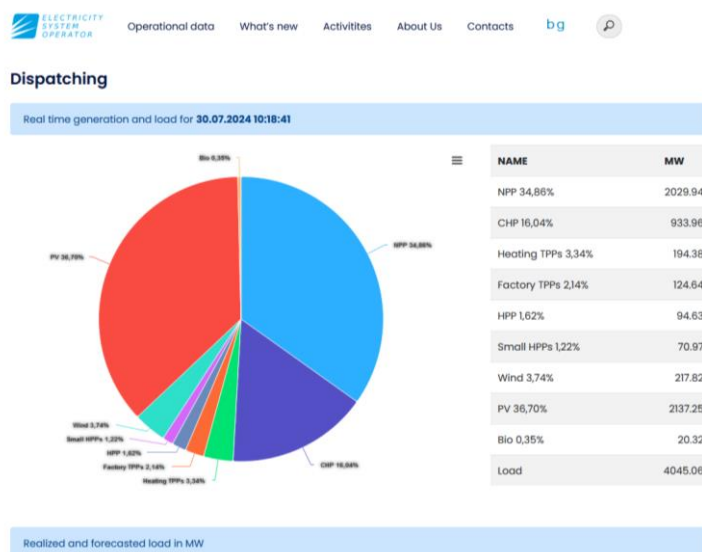 ELECTRICITY
SYSTEM
OPERATOR
Operational data What's new Activitites About Us Contacts bg
Dispatching
Real time generation and load for 30.07.2024 10:18:41
Bio 0,35%
NPP 34,86%
PV 36,70%
Wind 3,74%
Small HPPs 1,22%
HPP 1,62%
Factory TPPs 2,14%
Heating TPPs 3,34%
CHP 16,04%
NAME MW
NPP 34,86% 2029.94
CHP 16,04% 933.96
Heating TPPs 3,34% 194.38
Factory TPPs 2,14% 124.64
HPP 1,62% 94.63
Small HPPs 1,22% 70.97
Wind 3,74% 217.82
PV 36,70% 2137.25
Bio 0,35% 20.32
Load 4045.06
Realized and forecasted load in MW